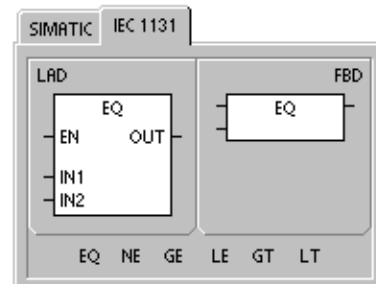 SIMATIC IEC 1131
LAD FBD
EQ EQ
EN OUT
IN1
IN2
EQ NE GE LE GT LT